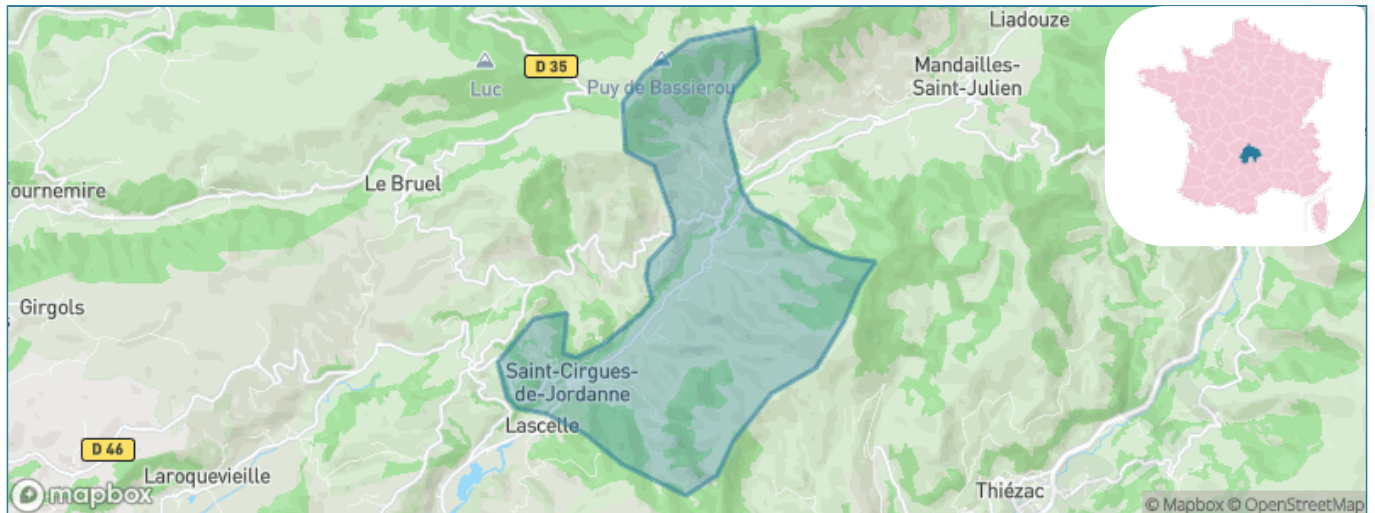 Liadouze
D 35
Luc
Puy de Bassierou
Mandailles-
Saint-Julien
Le Bruel
ournemire
Girgols
Saint-Cirgues-
de-Jordanne
Lascelle
D 46
Laroquevieille
Thiézac
mapbox
© Mapbox © OpenStreetMap